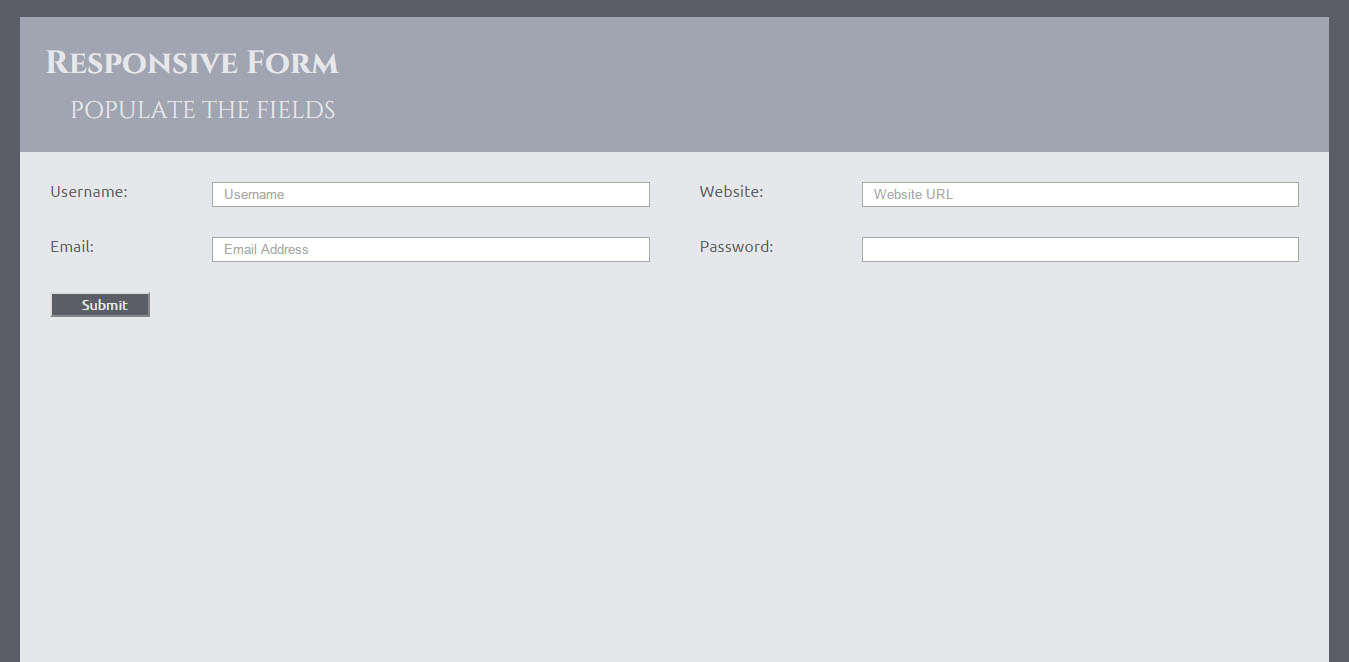 Responsive Form
POPULATE THE FIELDS
Username: Username Website: Website URL
Email: Email Address Password:
Submit